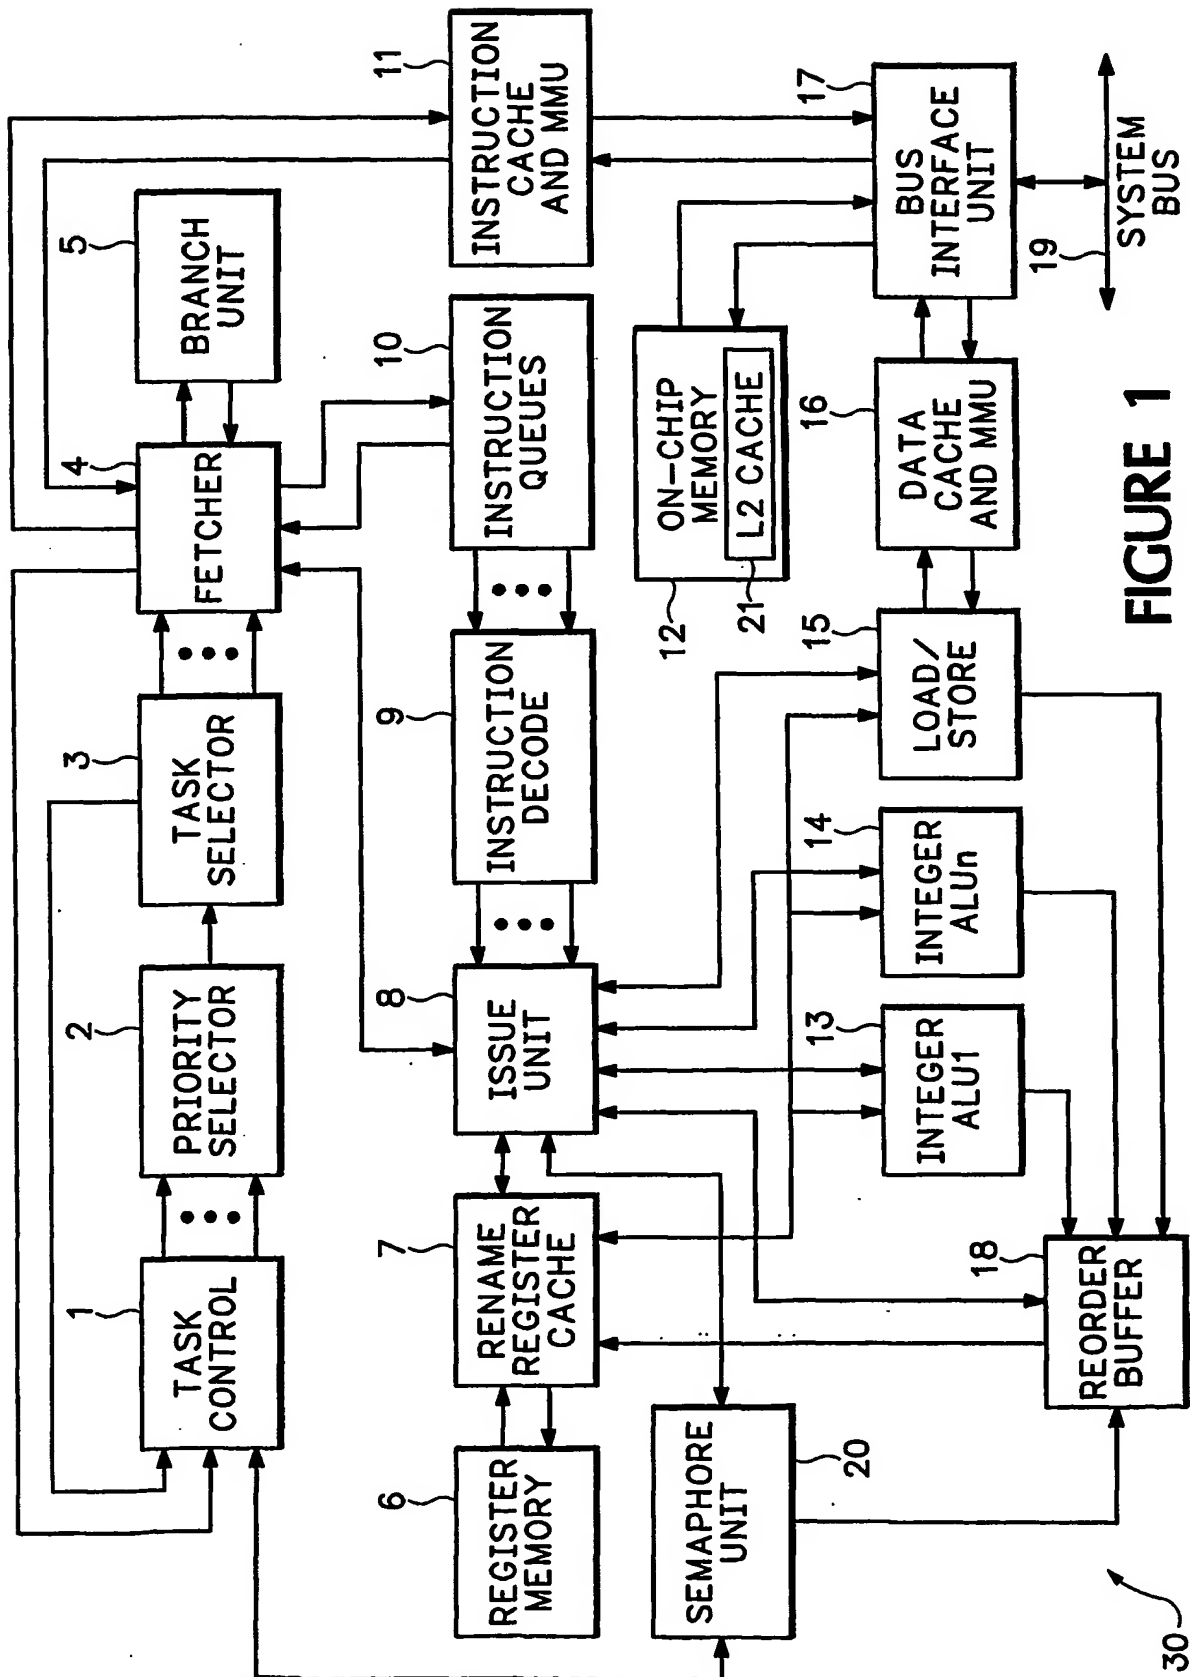 1
TASK
CONTROL
2
PRIORITY
SELECTOR
3
TASK
SELECTOR
4
FETCHER
5
BRANCH
UNIT
6
REGISTER
MEMORY
7
RENAME
REGISTER
CACHE
8
ISSUE
UNIT
9
INSTRUCTION
DECODE
10
INSTRUCTION
QUEUES
11
INSTRUCTION
CACHE
AND MMU
20
SEMAPHORE
UNIT
12
ON-CHIP
MEMORY
21
L2 CACHE
13
INTEGER
ALU1
14
INTEGER
ALUn
15
LOAD/
STORE
16
DATA
CACHE
AND MMU
17
BUS
INTERFACE
UNIT
18
REORDER
BUFFER
19
SYSTEM
BUS
30
FIGURE 1